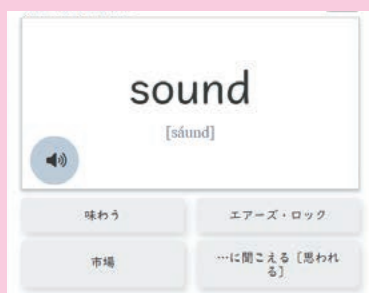 sound
[sáund]
味わう
エアーズ・ロック
市場
…に聞こえる〔思われ
る〕